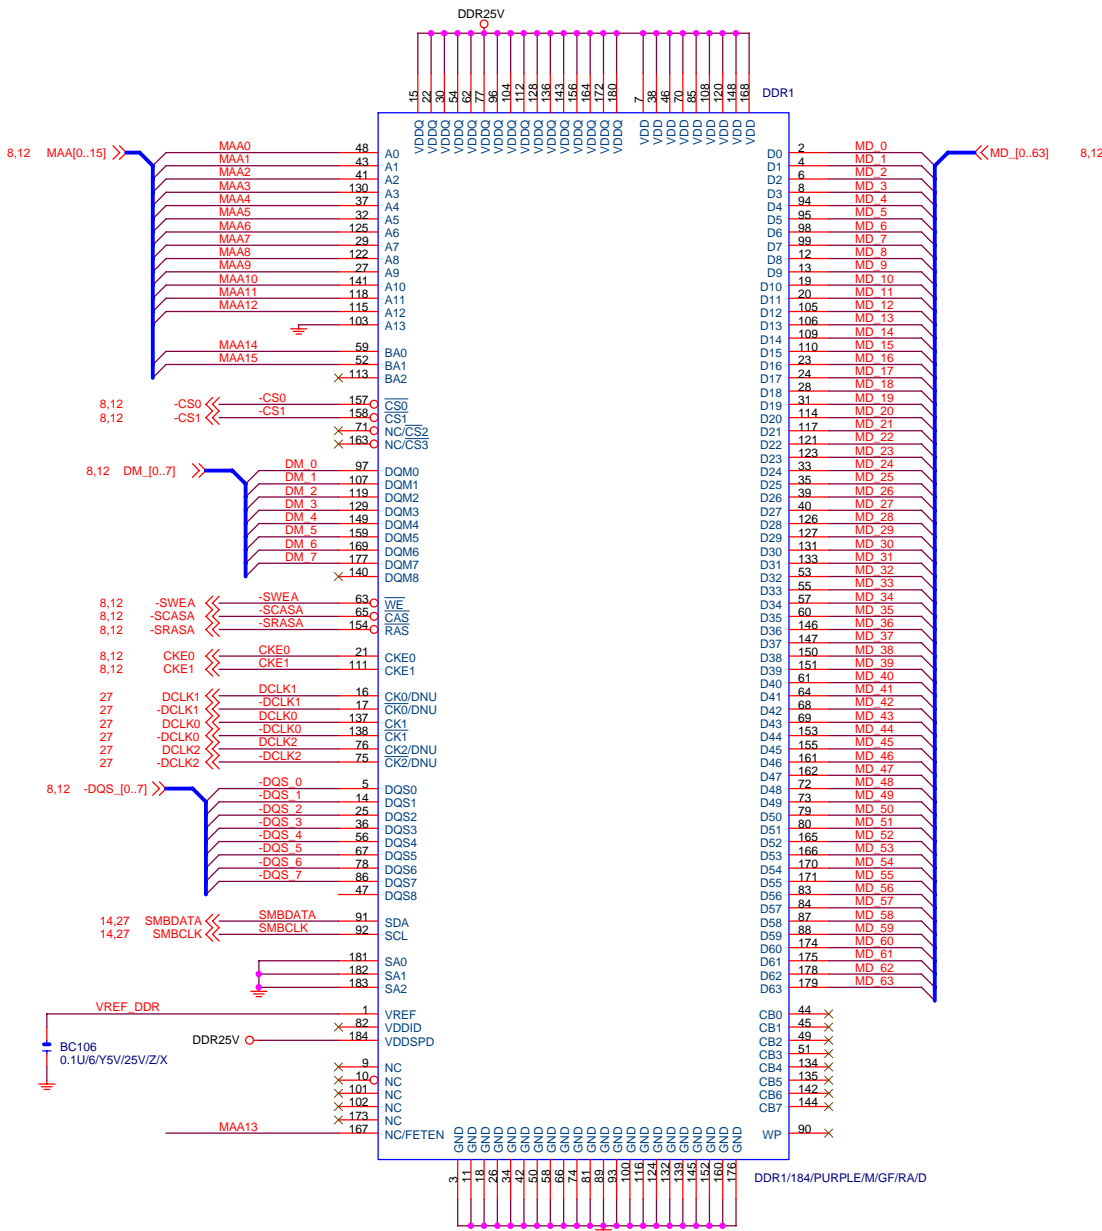 DDR25V
15 22 30 54 62 77 96 104 112 128 136 143 156 164 172 180 7 38 46 70 85 108 120 148 168
DDR1
VDDQ VDDQ VDDQ VDDQ VDDQ VDDQ VDDQ VDDQ VDDQ VDDQ VDDQ VDDQ VDDQ VDDQ VDDQ VDDQ VDD VDD VDD VDD VDD VDD VDD VDD VDD
8,12 MAA[0..15]
MAA0 48 A0
MAA1 43 A1
MAA2 41 A2
MAA3 130 A3
MAA4 37 A4
MAA5 32 A5
MAA6 125 A6
MAA7 29 A7
MAA8 122 A8
MAA9 27 A9
MAA10 141 A10
MAA11 118 A11
MAA12 115 A12
103 A13
MAA14 59 BA0
MAA15 52 BA1
113 BA2
8,12 -CS0 -CS0 157 CS0
8,12 -CS1 -CS1 158 CS1
71 NC/CS2
163 NC/CS3
8,12 DM_[0..7]
DM_0 97 DQM0
DM_1 107 DQM1
DM_2 119 DQM2
DM_3 129 DQM3
DM_4 149 DQM4
DM_5 159 DQM5
DM_6 169 DQM6
DM_7 177 DQM7
140 DQM8
8,12 -SWEA -SWEA 63 WE
8,12 -SCASA -SCASA 65 CAS
8,12 -SRASA -SRASA 154 RAS
8,12 CKE0 CKE0 21 CKE0
8,12 CKE1 CKE1 111 CKE1
27 DCLK1 DCLK1 16 CK0/DNU
27 -DCLK1 -DCLK1 17 CK0/DNU
27 DCLK0 DCLK0 137 CK1
27 -DCLK0 -DCLK0 138 CK1
27 DCLK2 DCLK2 76 CK2/DNU
27 -DCLK2 -DCLK2 75 CK2/DNU
8,12 -DQS_[0..7]
-DQS_0 5 DQS0
-DQS_1 14 DQS1
-DQS_2 25 DQS2
-DQS_3 36 DQS3
-DQS_4 56 DQS4
-DQS_5 67 DQS5
-DQS_6 78 DQS6
-DQS_7 86 DQS7
47 DQS8
14,27 SMBDATA SMBDATA 91 SDA
14,27 SMBCLK SMBCLK 92 SCL
181 SA0
182 SA1
183 SA2
VREF_DDR 1 VREF
82 VDDID
DDR25V 184 VDDSPD
BC106
0.1U/6/Y5V/25V/Z/X
9 NC
10 NC
101 NC
102 NC
173 NC
MAA13 167 NC/FETEN
MD_[0..63] 8,12
D0 2 MD_0
D1 4 MD_1
D2 6 MD_2
D3 8 MD_3
D4 94 MD_4
D5 95 MD_5
D6 98 MD_6
D7 99 MD_7
D8 12 MD_8
D9 13 MD_9
D10 19 MD_10
D11 20 MD_11
D12 105 MD_12
D13 106 MD_13
D14 109 MD_14
D15 110 MD_15
D16 23 MD_16
D17 24 MD_17
D18 28 MD_18
D19 31 MD_19
D20 114 MD_20
D21 117 MD_21
D22 121 MD_22
D23 123 MD_23
D24 33 MD_24
D25 35 MD_25
D26 39 MD_26
D27 40 MD_27
D28 126 MD_28
D29 127 MD_29
D30 131 MD_30
D31 133 MD_31
D32 53 MD_32
D33 55 MD_33
D34 57 MD_34
D35 60 MD_35
D36 146 MD_36
D37 147 MD_37
D38 150 MD_38
D39 151 MD_39
D40 61 MD_40
D41 64 MD_41
D42 68 MD_42
D43 69 MD_43
D44 153 MD_44
D45 155 MD_45
D46 161 MD_46
D47 162 MD_47
D48 72 MD_48
D49 73 MD_49
D50 79 MD_50
D51 80 MD_51
D52 165 MD_52
D53 166 MD_53
D54 170 MD_54
D55 171 MD_55
D56 83 MD_56
D57 84 MD_57
D58 87 MD_58
D59 88 MD_59
D60 174 MD_60
D61 175 MD_61
D62 178 MD_62
D63 179 MD_63
CB0 44
CB1 45
CB2 49
CB3 51
CB4 134
CB5 135
CB6 142
CB7 144
WP 90
GND GND GND GND GND GND GND GND GND GND GND GND GND GND GND GND GND GND GND GND GND GND
3 11 18 26 34 42 50 58 66 74 81 89 93 100 116 124 132 139 145 152 160 176
DDR1/184/PURPLE/M/GF/RA/D